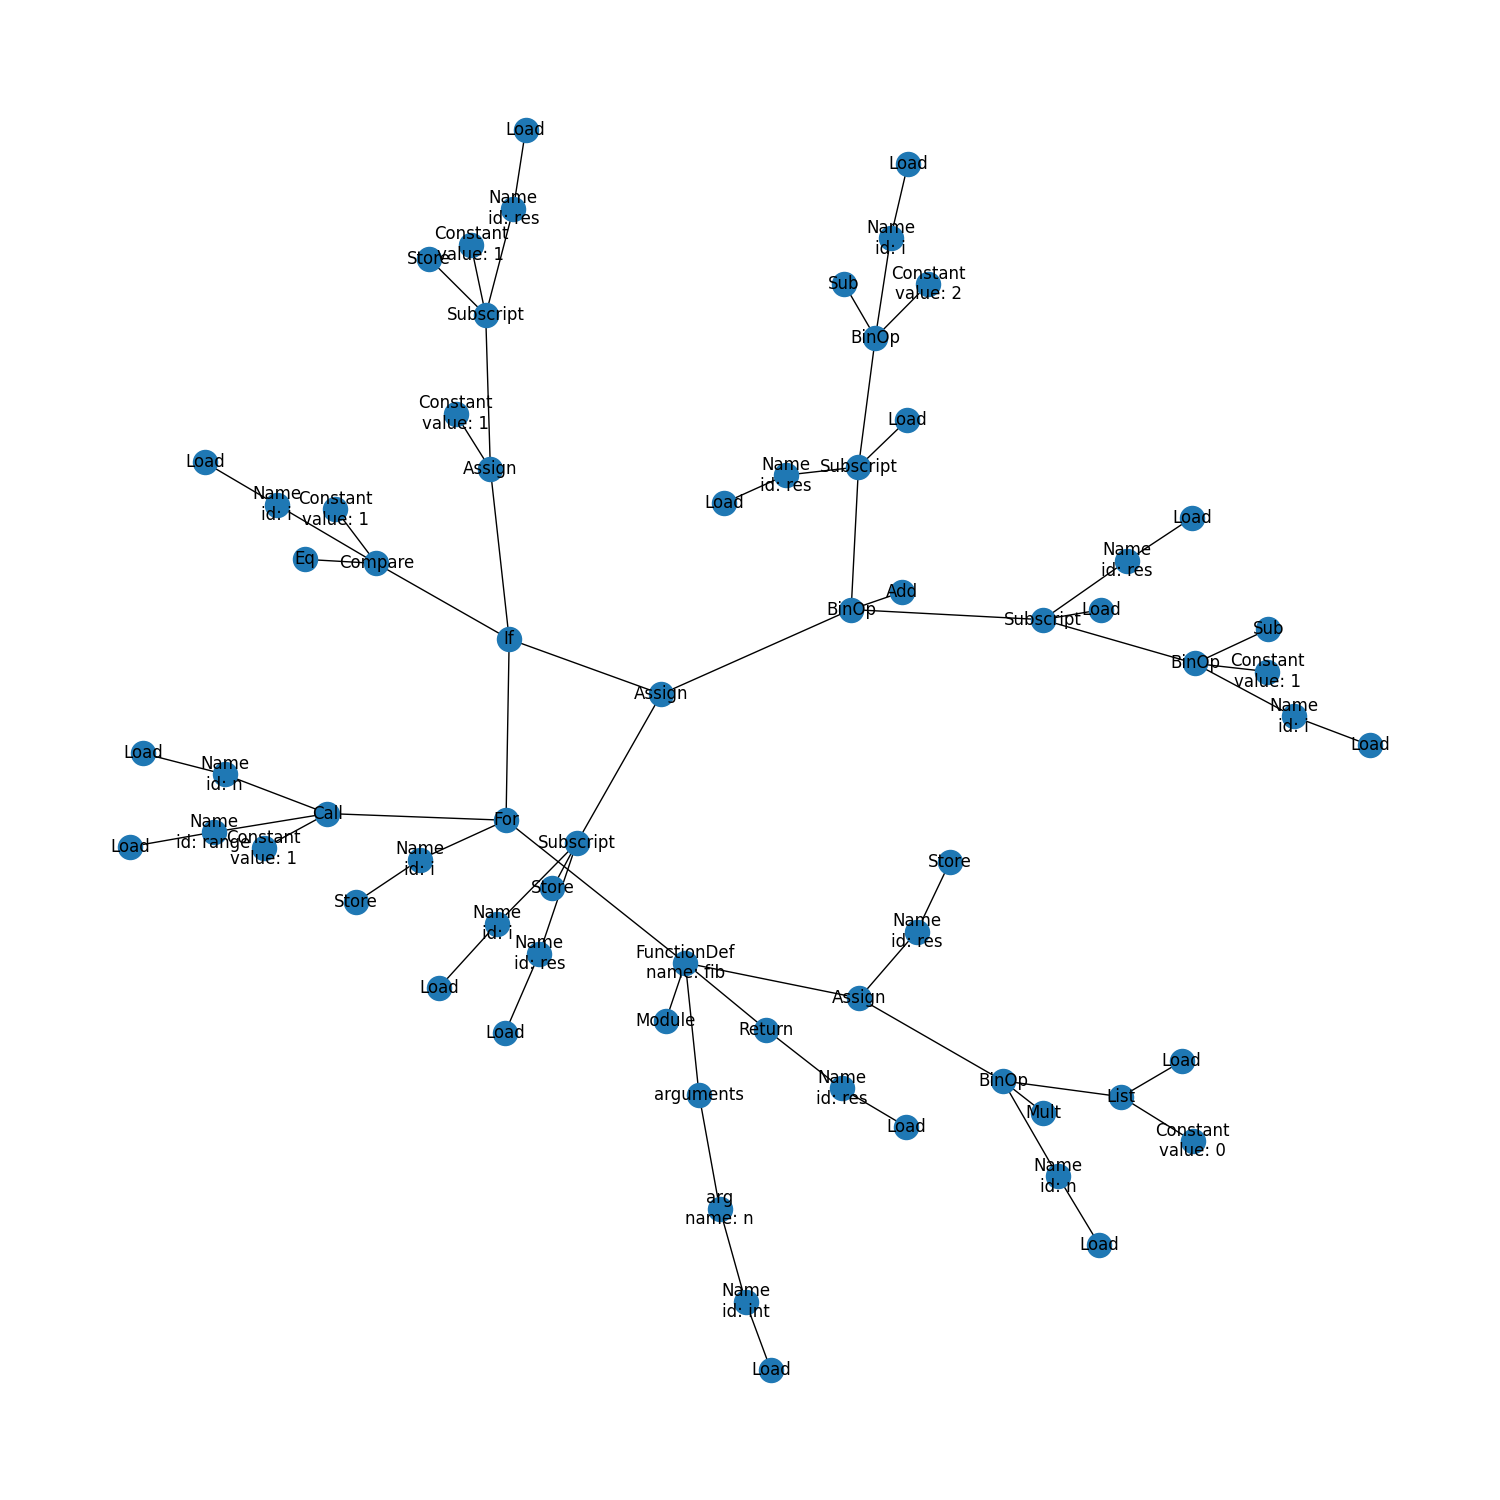 Load
Load
Name
id: res
Constant
value: 1
Store
Name
id: i
Constant
value: 2
Sub
Subscript
BinOp
Constant
value: 1
Load
Load
Assign
Name
id: res
Subscript
Load
Name
id: i
Constant
value: 1
Load
Load
Name
id: res
Eq
Compare
BinOp
Add
Subscript
Load
Sub
If
BinOp
Constant
value: 1
Assign
Name
id: i
Load
Load
Name
id: n
Call
For
Name
id: range
Load
Constant
value: 1
Subscript
Name
id: i
Store
Store
Store
Name
id: i
Name
id: res
Name
id: res
FunctionDef
name: fib
Load
Assign
Module
Return
Load
Load
BinOp
List
Name
id: res
arguments
Mult
Load
Constant
value: 0
Name
id: n
arg
name: n
Load
Name
id: int
Load